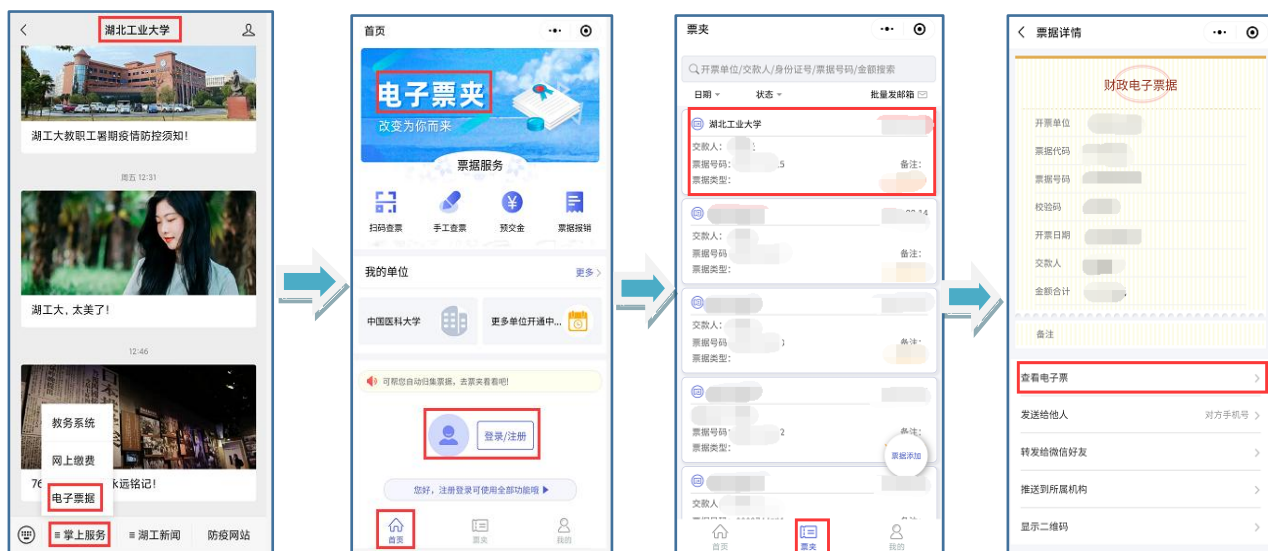 湖北工业大学
湖工大教职工暑期疫情防控须知!
周五 12:31
湖工大,太美了!
12:46
教务系统
网上缴费
76
永远铭记!
电子票据
掌上服务
湖工新闻
防疫网站
首页
电子票夹
改变为你而来
票据服务
扫码查票
手工查票
预交金
票据报销
我的单位
更多
中国医科大学
更多单位开通中...
可帮您自动归集票据,去票夹看看吧!
登录/注册
您好,注册登录可使用全部功能哦
首页
票夹
我的
票夹
开票单位/交款人/身份证号/票据号码/金额搜索
日期
状态
批量发邮箱
湖北工业大学
交款人:
票据号码:
5
备注:
票据类型:
交款人:
票据号码
备注:
票据类型:
交款人:
票据号码
备注:
票据类型:
票据号码:
2
备注:
票据类型:
票据添加
交款人
首页
票夹
我的
票据详情
财政电子票据
开票单位
票据代码
票据号码
校验码
开票日期
交款人
金额合计
备注
查看电子票
发送给他人
对方手机号
转发给微信好友
推送到所属机构
显示二维码